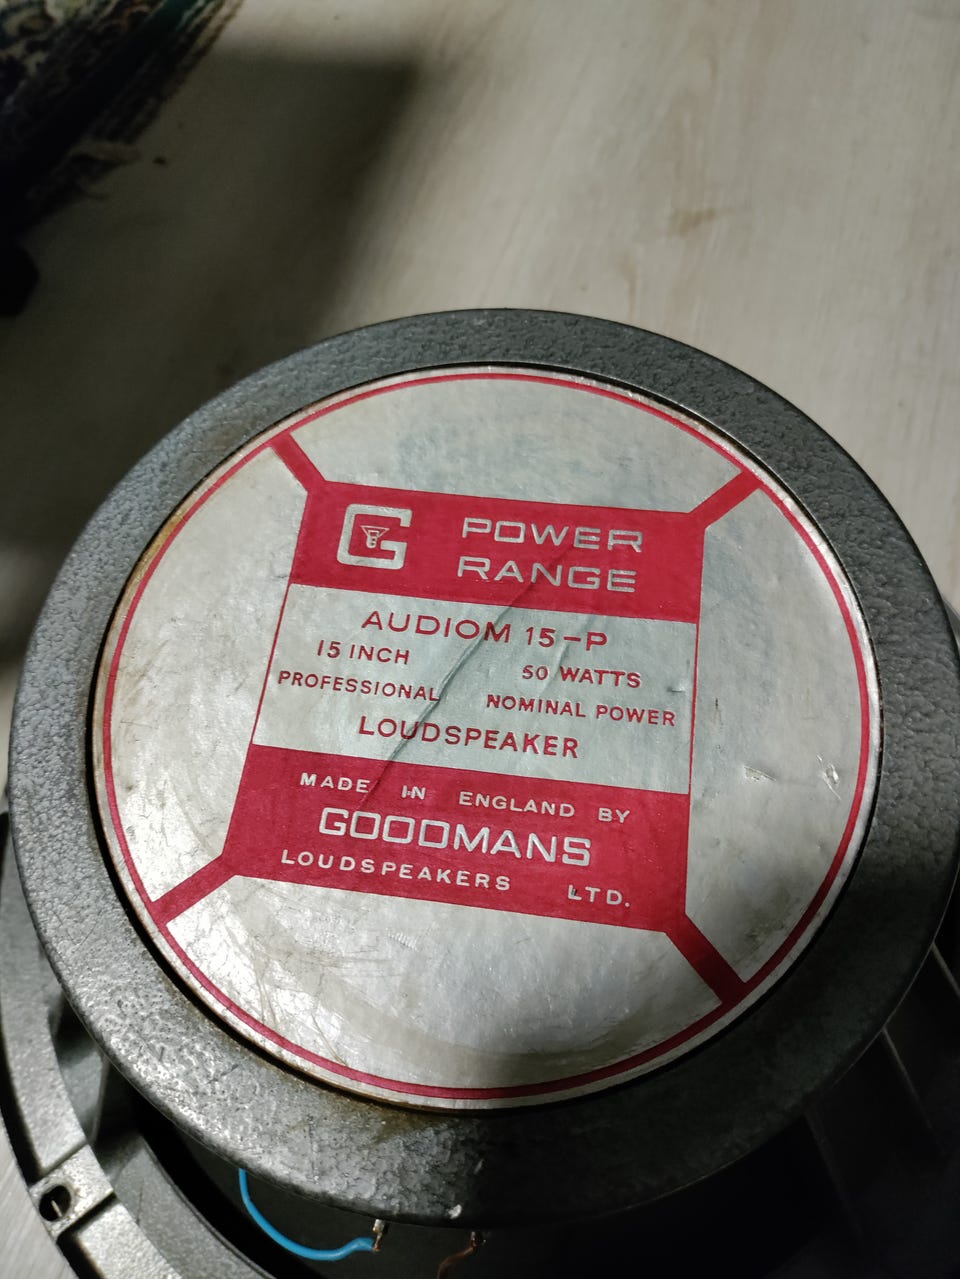 G POWER
RANGE
AUDIOM 15-P
15 INCH 50 WATTS
PROFESSIONAL NOMINAL POWER
LOUDSPEAKER
MADE IN ENGLAND BY
GOODMANS
LOUDSPEAKERS LTD.